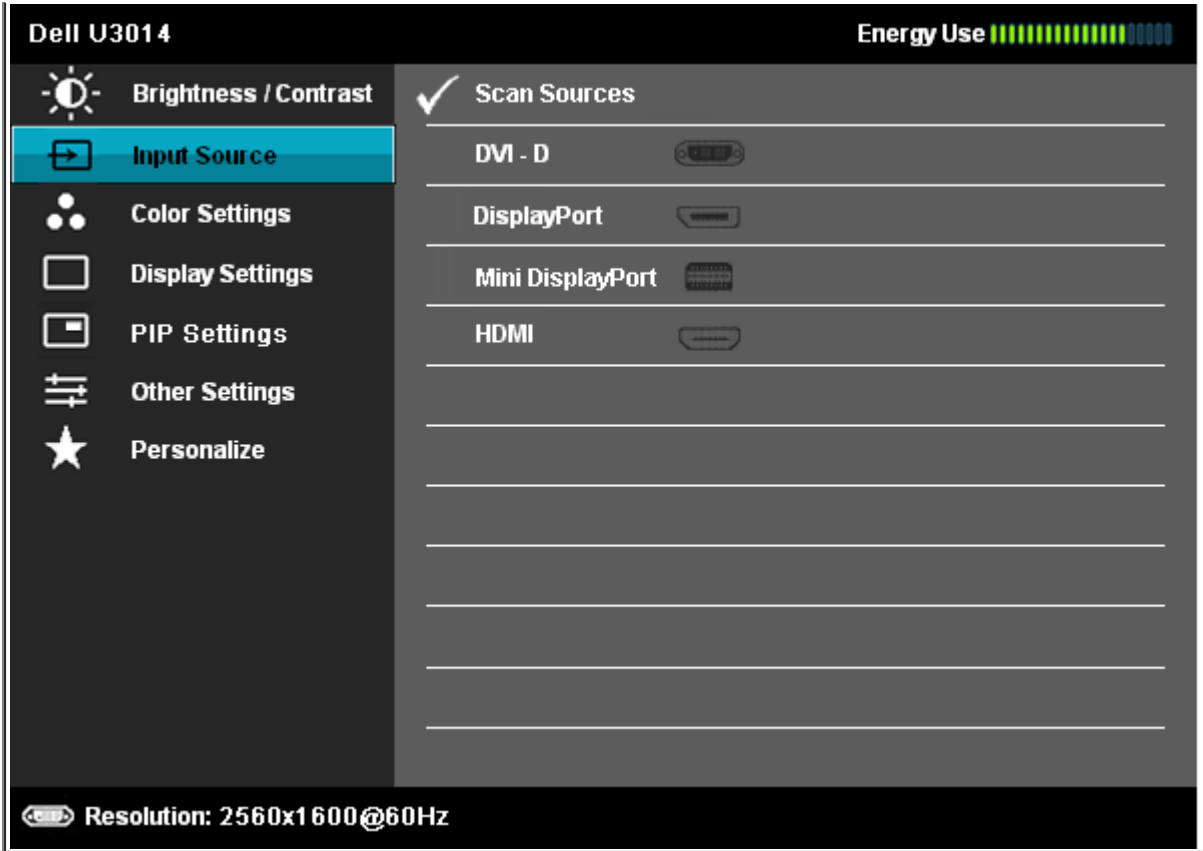 Dell U3014
Energy Use
Brightness / Contrast
Input Source
Color Settings
Display Settings
PIP Settings
Other Settings
Personalize
Scan Sources
DVI - D
DisplayPort
Mini DisplayPort
HDMI
Resolution: 2560x1600@60Hz